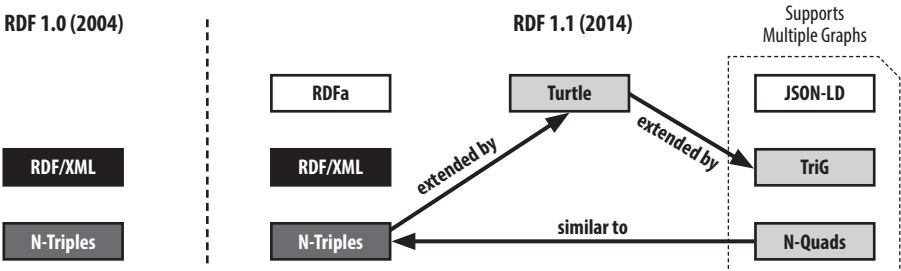 RDF 1.0 (2004)
RDF 1.1 (2014)
Supports
Multiple Graphs
RDFa
Turtle
JSON-LD
extended by
extended by
RDF/XML
RDF/XML
TriG
similar to
N-Triples
N-Triples
N-Quads